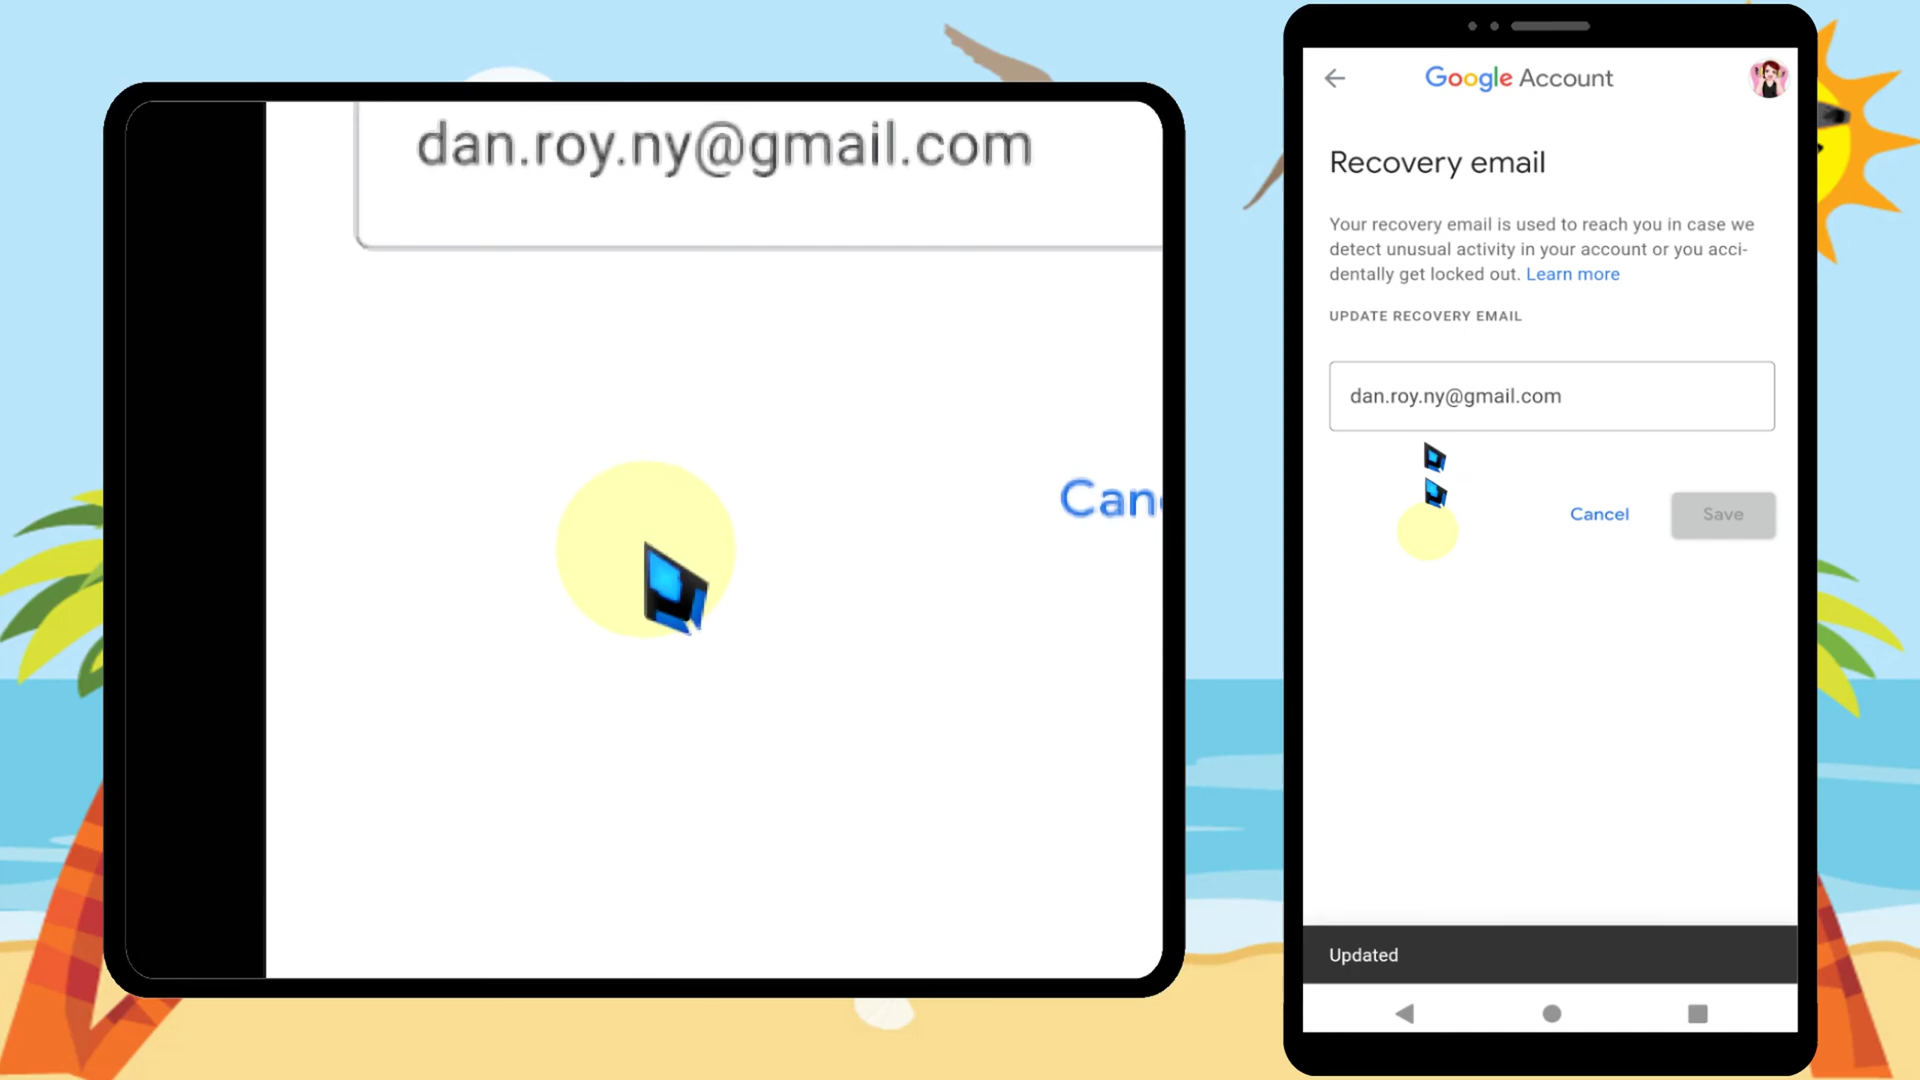 dan.roy.ny@gmail.com
Canc
Google Account
Recovery email
Your recovery email is used to reach you in case we
detect unusual activity in your account or you acci-
dentally get locked out. Learn more
UPDATE RECOVERY EMAIL
dan.roy.ny@gmail.com
Cancel
Save
Updated